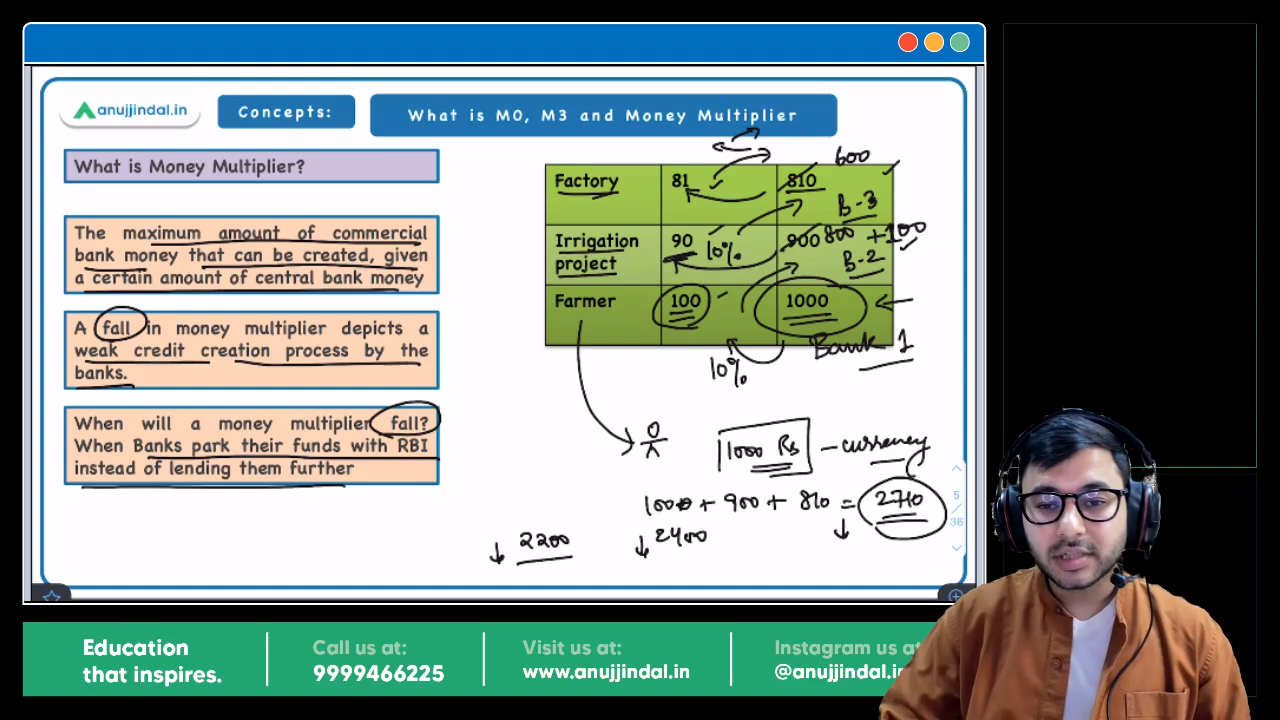 anujjindal.in
Concepts:
What is M0, M3 and Money Multiplier
What is Money Multiplier?
The maximum amount of commercial
bank money that can be created, given
a certain amount of central bank money
A fall in money multiplier depicts a
weak credit creation process by the
banks.
When will a money multiplier fall?
When Banks park their funds with RBI
instead of lending them further
600
Factory 81 810
B-3
Irrigation project 90 10% 900 800 +100
B-2
Farmer 100 1000
Bank 1
10%
1000 Rs - currency
1000 + 900 + 810 = 2710
2200 2400
5
/
36
Education
that inspires.
Call us at:
9999466225
Visit us at:
www.anujjindal.in
Instagram us at
@anujjindal.in